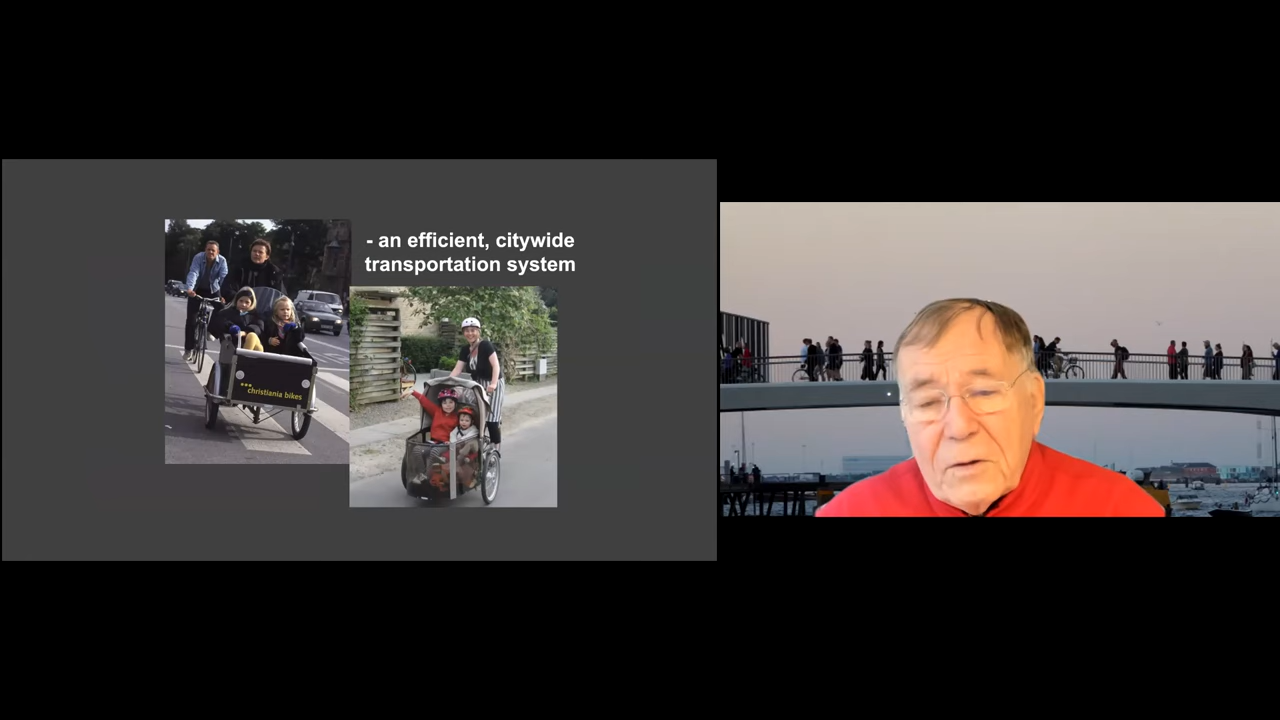 - an efficient, citywide
transportation system
christiania bikes